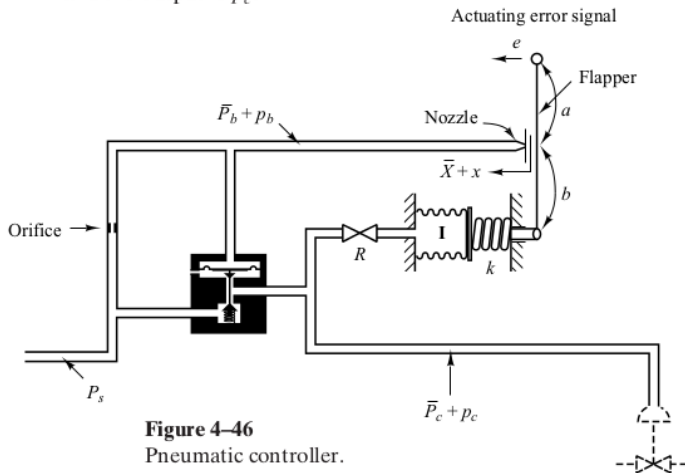 Actuating error signal
e
Flapper
a
P̅b + pb
Nozzle
X̅ + x
b
Orifice
I
R
k
Ps
P̅c + pc
Figure 4–46
Pneumatic controller.